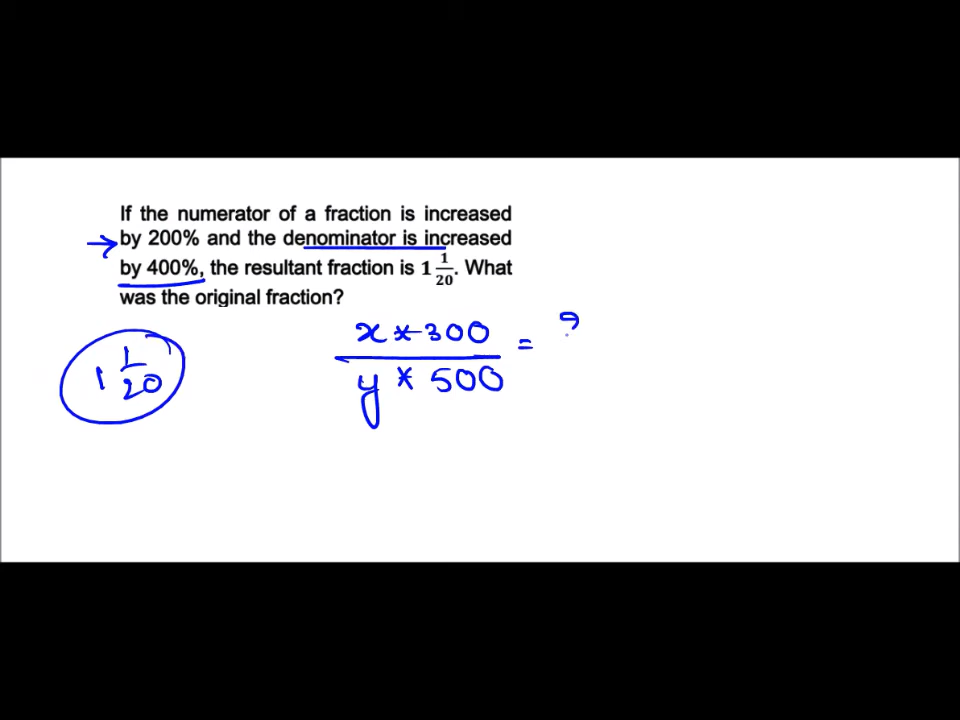 If the numerator of a fraction is increased
by 200% and the denominator is increased
by 400%, the resultant fraction is 1 1/20. What
was the original fraction?
x * 300 / y * 500 = ?
1 1/20